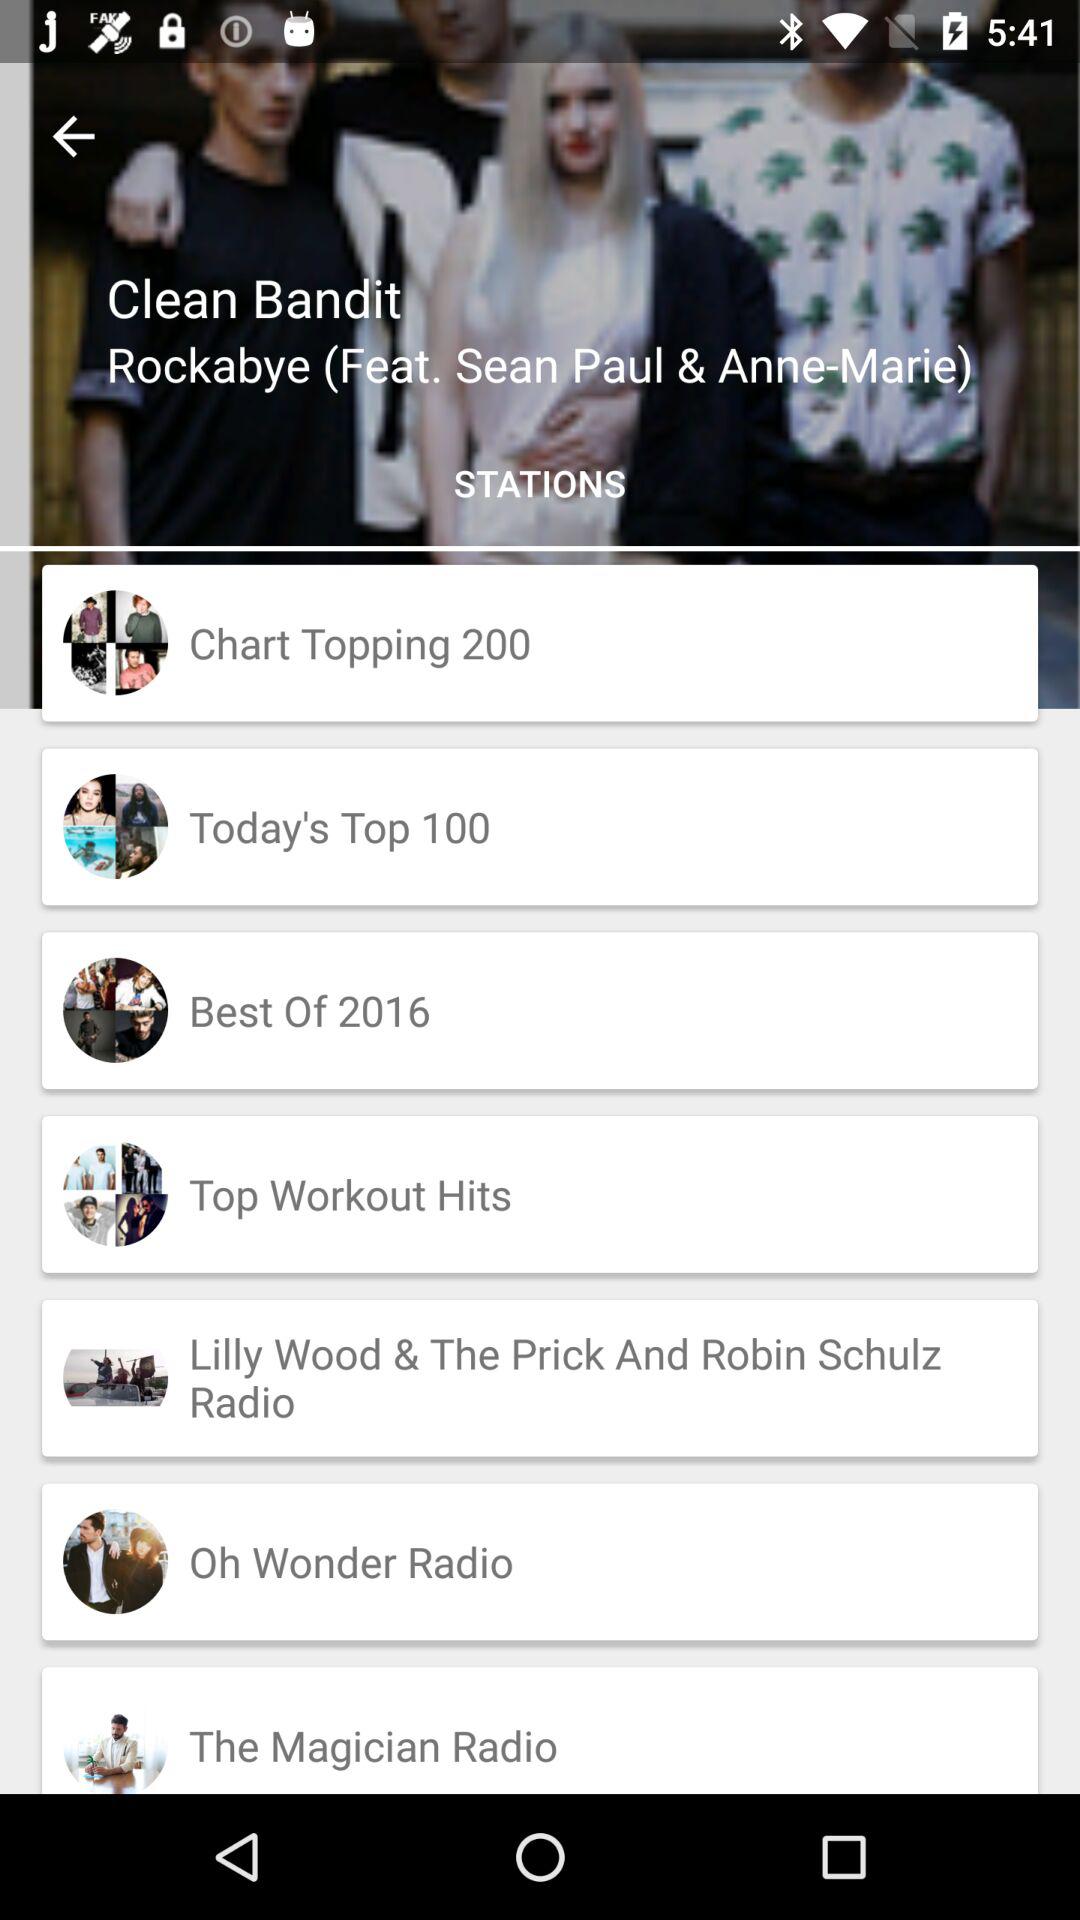 FAKE
5:41
Clean Bandit
Rockabye (Feat. Sean Paul & Anne-Marie)
STATIONS
Chart Topping 200
Today's Top 100
Best Of 2016
Top Workout Hits
Lilly Wood & The Prick And Robin Schulz
Radio
Oh Wonder Radio
The Magician Radio